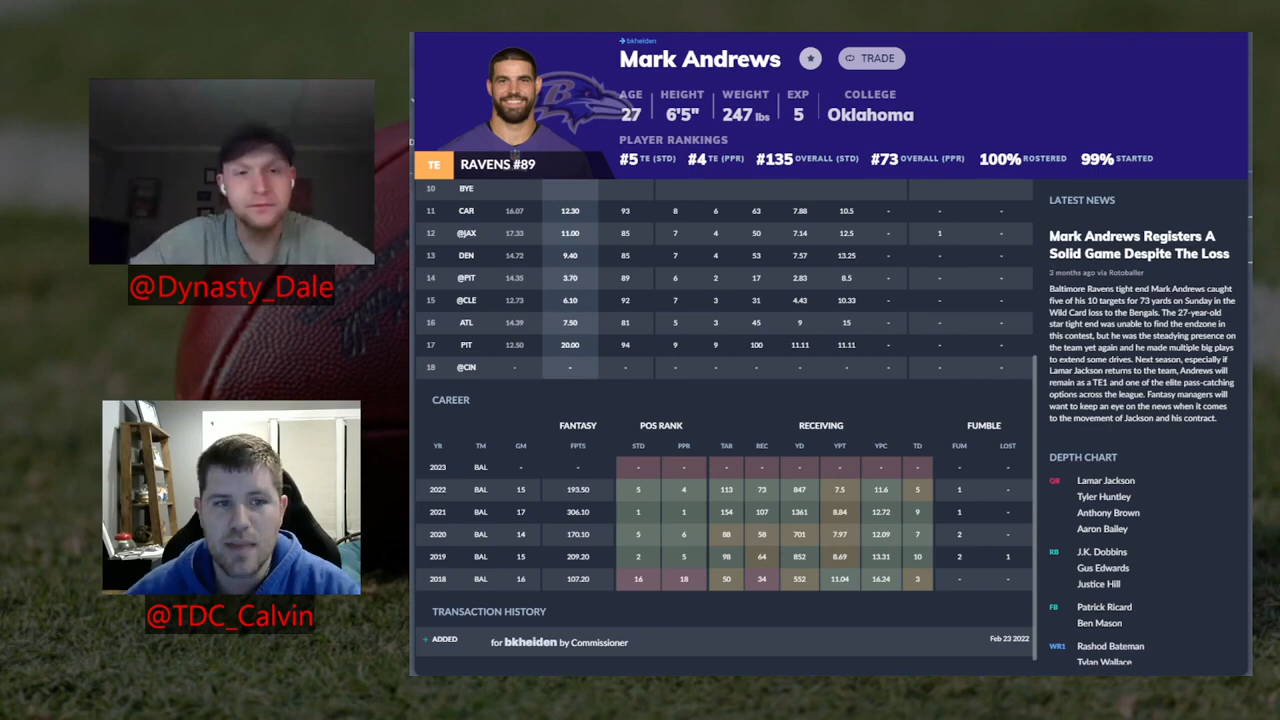 @Dynasty_Dale
@TDC_Calvin
bkheiden
Mark Andrews
TRADE
AGE HEIGHT WEIGHT EXP COLLEGE
27 6'5" 247 lbs 5 Oklahoma
PLAYER RANKINGS
#5 TE (STD) #4 TE (PPR) #135 OVERALL (STD) #73 OVERALL (PPR) 100% ROSTERED 99% STARTED
TE RAVENS #89
10 BYE
11 CAR 16.07 12.30 93 8 6 63 7.88 10.5 - - -
12 @JAX 17.33 11.00 85 7 4 50 7.14 12.5 - 1 -
13 DEN 14.72 9.40 85 7 4 53 7.57 13.25 - - -
14 @PIT 14.35 3.70 89 6 2 17 2.83 8.5 - - -
15 @CLE 12.73 6.10 92 7 3 31 4.43 10.33 - - -
16 ATL 14.39 7.50 81 5 3 45 9 15 - - -
17 PIT 12.50 20.00 94 9 9 100 11.11 11.11 - - -
18 @CIN - - - - - - - - - - -
CAREER
FANTASY POS RANK RECEIVING FUMBLE
YR TM GM FPTS STD PPR TAR REC YD YPT YPC TD FUM LOST
2023 BAL - - - - - - - - - - - -
2022 BAL 15 193.50 5 4 113 73 847 7.5 11.6 5 1 -
2021 BAL 17 306.10 1 1 154 107 1361 8.84 12.72 9 1 -
2020 BAL 14 170.10 5 6 88 58 701 7.97 12.09 7 2 -
2019 BAL 15 209.20 2 5 98 64 852 8.69 13.31 10 2 1
2018 BAL 16 107.20 16 18 50 34 552 11.04 16.24 3 - -
TRANSACTION HISTORY
+ ADDED for bkheiden by Commissioner Feb 23 2022
LATEST NEWS
Mark Andrews Registers A
Solid Game Despite The Loss
3 months ago via Rotoballer
Baltimore Ravens tight end Mark Andrews caught
five of his 10 targets for 73 yards on Sunday in the
Wild Card loss to the Bengals. The 27-year-old
star tight end was unable to find the endzone in
this contest, but he was the steadying presence on
the team yet again and he made multiple big plays
to extend some drives. Next season, especially if
Lamar Jackson returns to the team, Andrews will
remain as a TE1 and one of the elite pass-catching
options across the league. Fantasy managers will
want to keep an eye on the news when it comes
to the movement of Jackson and his contract.
DEPTH CHART
QB Lamar Jackson
Tyler Huntley
Anthony Brown
Aaron Bailey
RB J.K. Dobbins
Gus Edwards
Justice Hill
FB Patrick Ricard
Ben Mason
WR1 Rashod Bateman
Tylan Wallace